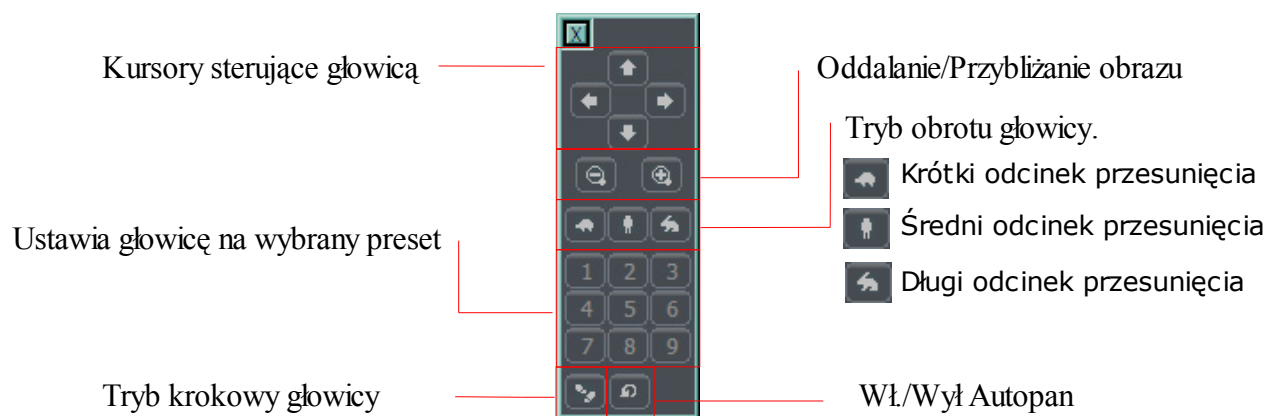 X
Kursory sterujące głowicą
Oddalanie/Przybliżanie obrazu
Tryb obrotu głowicy.
Krótki odcinek przesunięcia
Średni odcinek przesunięcia
Ustawia głowicę na wybrany preset
Długi odcinek przesunięcia
1 2 3
4 5 6
7 8 9
Tryb krokowy głowicy
Wł./Wył Autopan